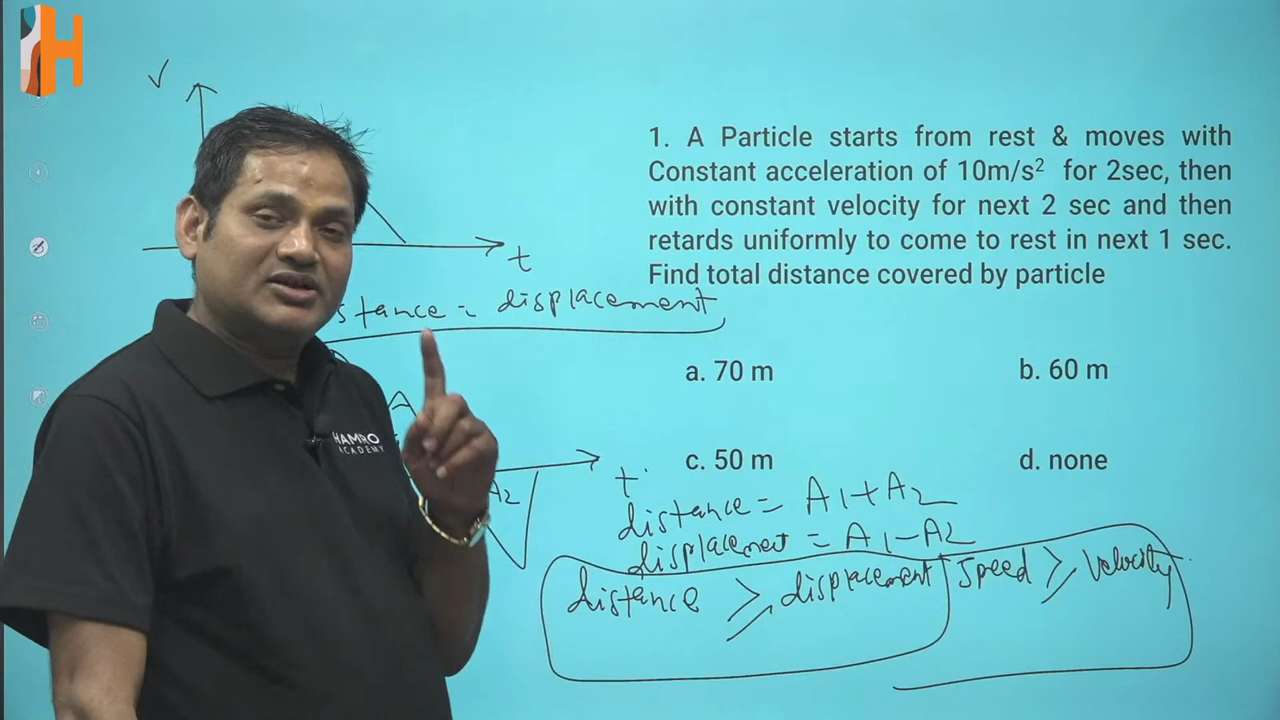 H
V
1. A Particle starts from rest & moves with
Constant acceleration of 10m/s² for 2sec, then
with constant velocity for next 2 sec and then
retards uniformly to come to rest in next 1 sec.
Find total distance covered by particle
t
stance = displacement
a. 70 m
b. 60 m
A
HAMRO
ACADEMY
c. 50 m
d. none
t
A2
distance = A1+A2
displacement = A1-A2
distance ≥ displacement
speed ≥ velocity